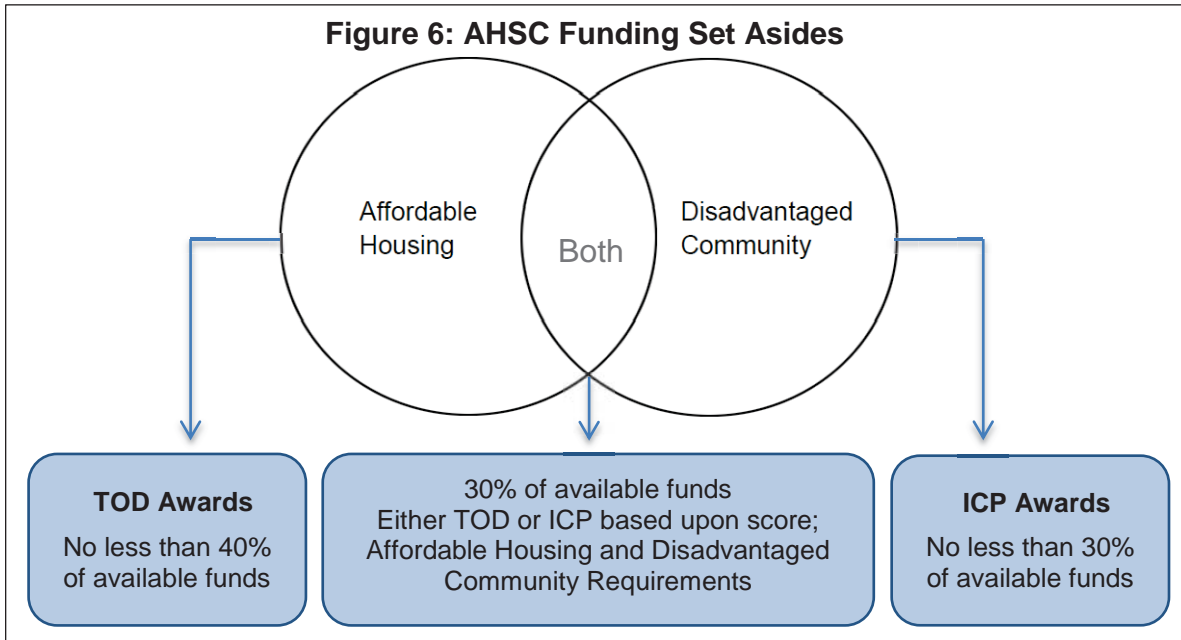 Figure 6: AHSC Funding Set Asides
Affordable
Housing
Both
Disadvantaged
Community
TOD Awards
No less than 40%
of available funds
30% of available funds
Either TOD or ICP based upon score;
Affordable Housing and Disadvantaged
Community Requirements
ICP Awards
No less than 30%
of available funds